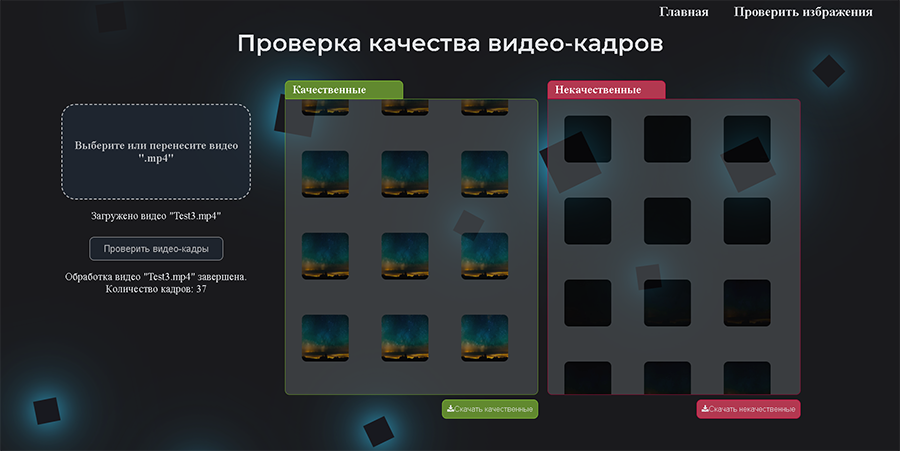 Главная Проверить избражения
Проверка качества видео-кадров
Качественные
Некачественные
Выберите или перенесите видео
".mp4"
Загружено видео "Test3.mp4"
Проверить видео-кадры
Обработка видео "Test3.mp4" завершена.
Количество кадров: 37
Скачать качественные
Скачать некачественные